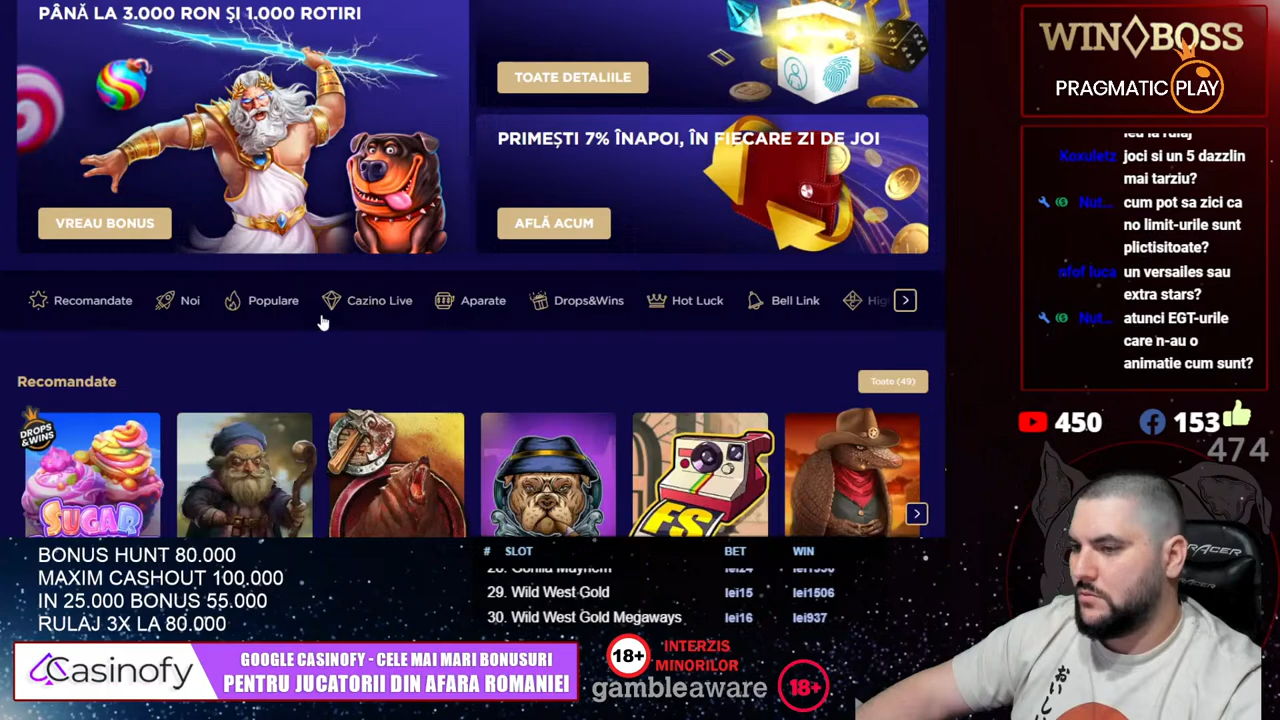 PÂNĂ LA 3.000 RON ȘI 1.000 ROTIRI
VREAU BONUS
TOATE DETALIILE
PRIMEȘTI 7% ÎNAPOI, ÎN FIECARE ZI DE JOI
AFLĂ ACUM
Recomandate
Noi
Populare
Cazino Live
Aparate
Drops&Wins
Hot Luck
Bell Link
Recomandate
Toate (49)
DROPS
&WINS
SUGAR
FS
WIN BOSS
PRAGMATIC PLAY
Koxuletz joci si un 5 dazzlin
mai tarziu?
Nut... cum pot sa zici ca
no limit-urile sunt
plictisitoate?
nfof luca un versailes sau
extra stars?
Nut... atunci EGT-urile
care n-au o
animatie cum sunt?
450
153
474
BONUS HUNT 80.000
MAXIM CASHOUT 100.000
IN 25.000 BONUS 55.000
RULAJ 3X LA 80.000
# SLOT BET WIN
29. Wild West Gold lei15 lei1506
30. Wild West Gold Megaways lei16 lei937
Casinofy
GOOGLE CASINOFY - CELE MAI MARI BONUSURI
PENTRU JUCATORII DIN AFARA ROMANIEI
18+
INTERZIS
MINORILOR
gambleaware
18+
RACER